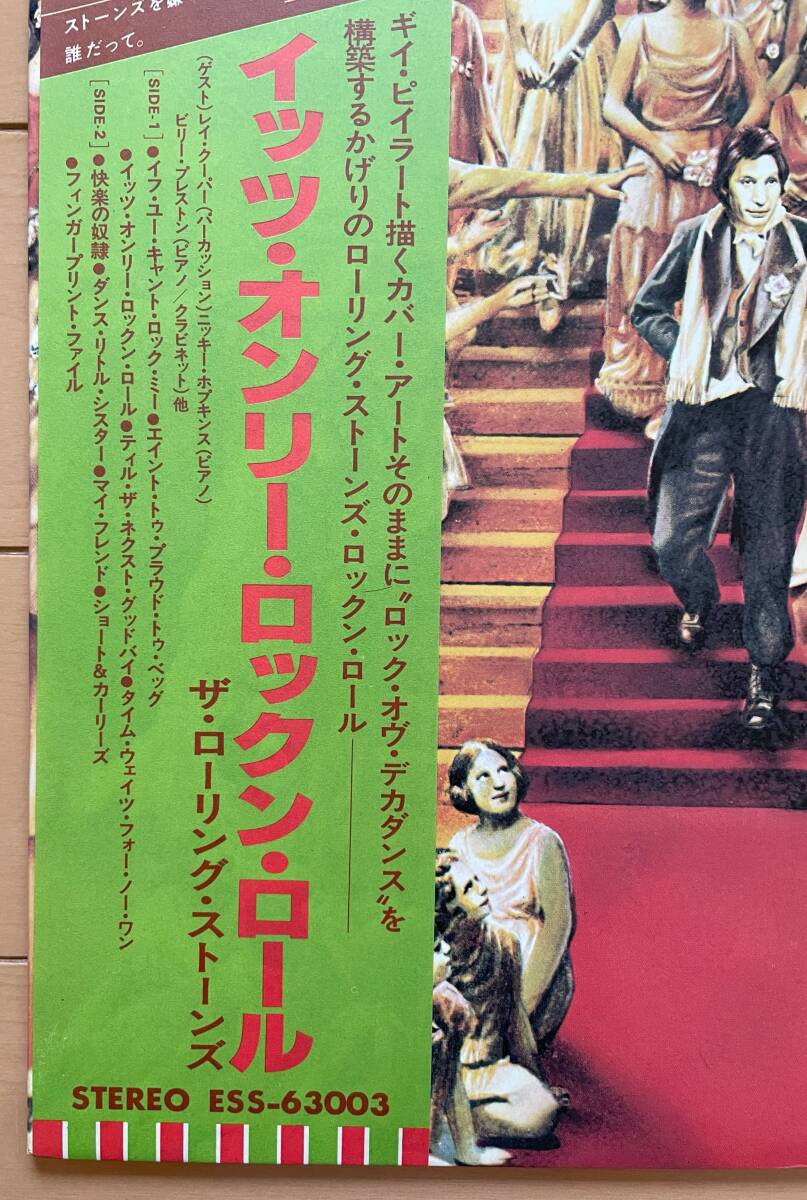 ストーンズを嫌
誰だって。
ギイ・ピイラート描くカバー・アートそのままに〝ロック・オヴ・デカダンス〟を
構築するかげりのローリング・ストーンズ・ロックン・ロール——
イッツ・オンリー・ロックン・ロール
ザ・ローリング・ストーンズ
(ゲスト)レイ・クーパー(パーカッション)ニッキー・ホプキンス(ピアノ)
ビリー・プレストン(ピアノ／クラビネット)他
[SIDE-1]●イフ・ユー・キャント・ロック・ミー●エイント・トゥ・プラウド・トゥ・ベッグ
●イッツ・オンリー・ロックン・ロール●ティル・ザ・ネクスト・グッドバイ●タイム・ウェイツ・フォー・ノー・ワン
[SIDE-2]●快楽の奴隷●ダンス・リトル・シスター●マイ・フレンド●ショート&カーリーズ
●フィンガープリント・ファイル
STEREO ESS-63003